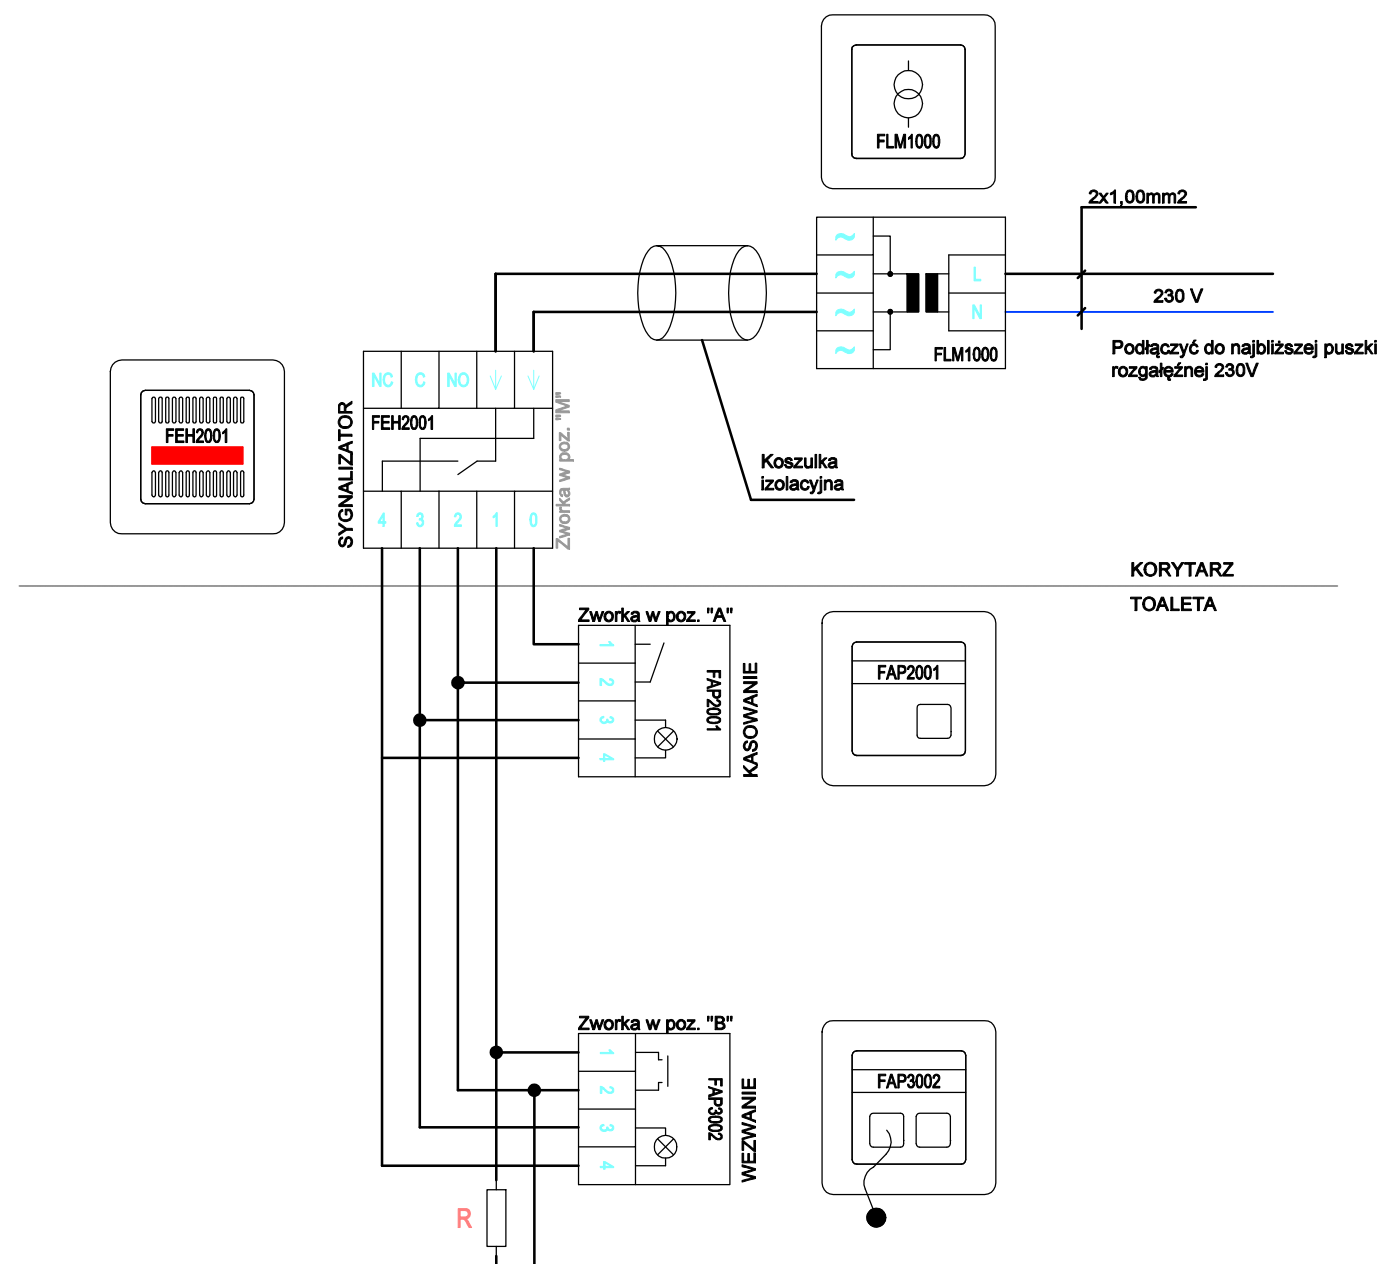 FLM1000
2x1,00mm2
~
~ L
230 V
~ N
~
FLM1000
Podłączyć do najbliższej puszki
rozgałęźnej 230V
NC C NO ↓ ↓
FEH2001
FEH2001
SYGNALIZATOR
Zworka w poz. "M"
4 3 2 1 0
Koszulka
izolacyjna
KORYTARZ
TOALETA
Zworka w poz. "A"
1
2
3
4
FAP2001
KASOWANIE
FAP2001
Zworka w poz. "B"
1
2
3
4
FAP3002
WEZWANIE
FAP3002
R